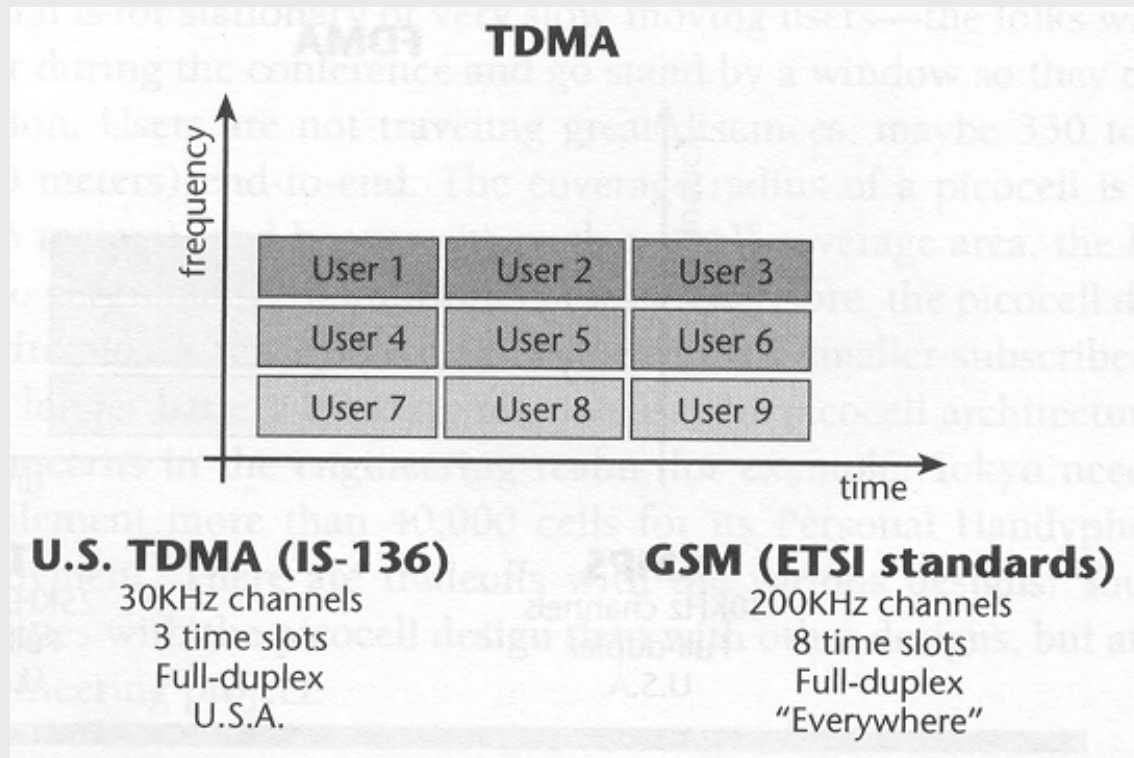 TDMA
frequency
User 1 User 2 User 3
User 4 User 5 User 6
User 7 User 8 User 9
time
U.S. TDMA (IS-136)
30KHz channels
3 time slots
Full-duplex
U.S.A.
GSM (ETSI standards)
200KHz channels
8 time slots
Full-duplex
“Everywhere”